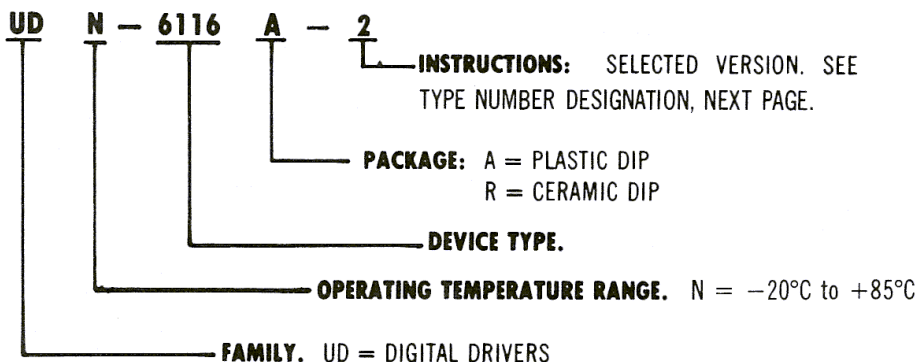 UD N – 6116 A – 2
INSTRUCTIONS: SELECTED VERSION. SEE
TYPE NUMBER DESIGNATION, NEXT PAGE.
PACKAGE: A = PLASTIC DIP
R = CERAMIC DIP
DEVICE TYPE.
OPERATING TEMPERATURE RANGE. N = −20°C to +85°C
FAMILY. UD = DIGITAL DRIVERS